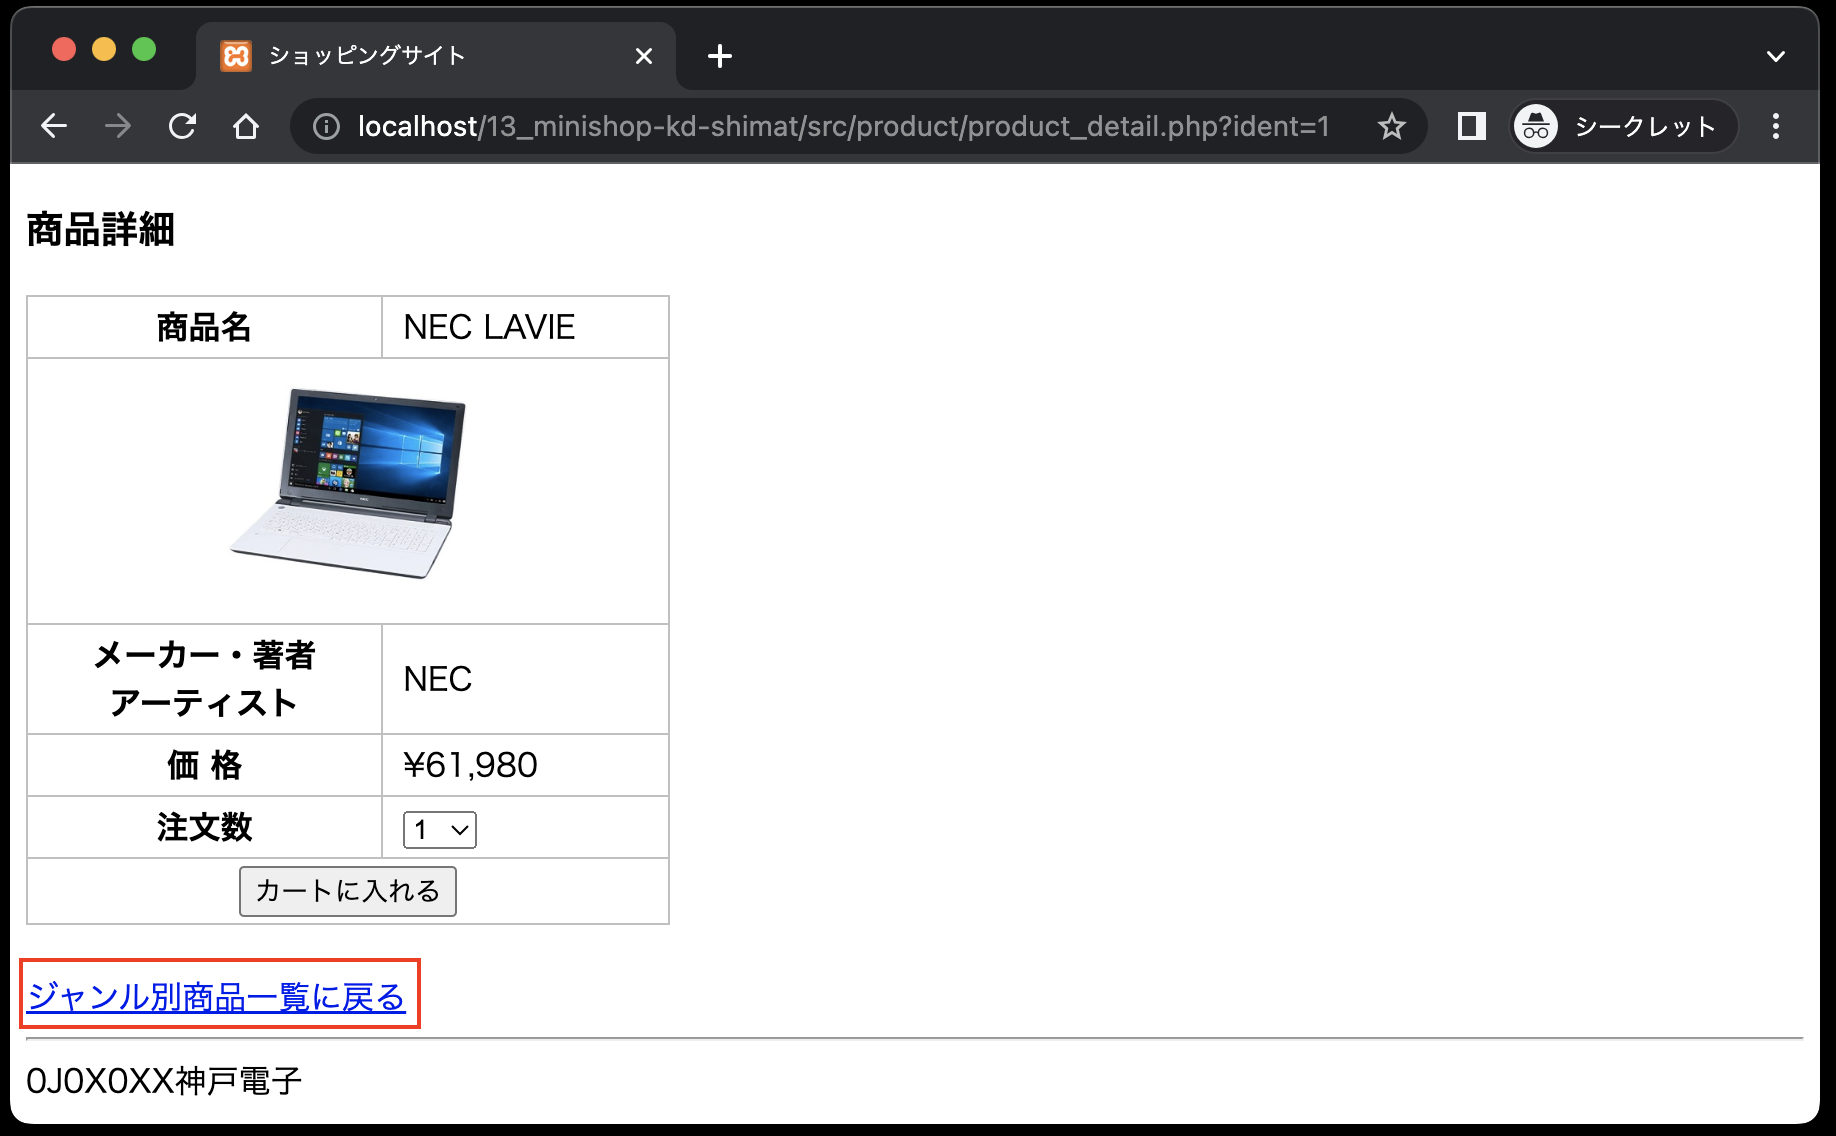 ショッピングサイト
localhost/13_minishop-kd-shimat/src/product/product_detail.php?ident=1
シークレット
商品詳細
商品名 NEC LAVIE
メーカー・著者
アーティスト NEC
価 格 ¥61,980
注文数 1
カートに入れる
ジャンル別商品一覧に戻る
0J0X0XX神戸電子